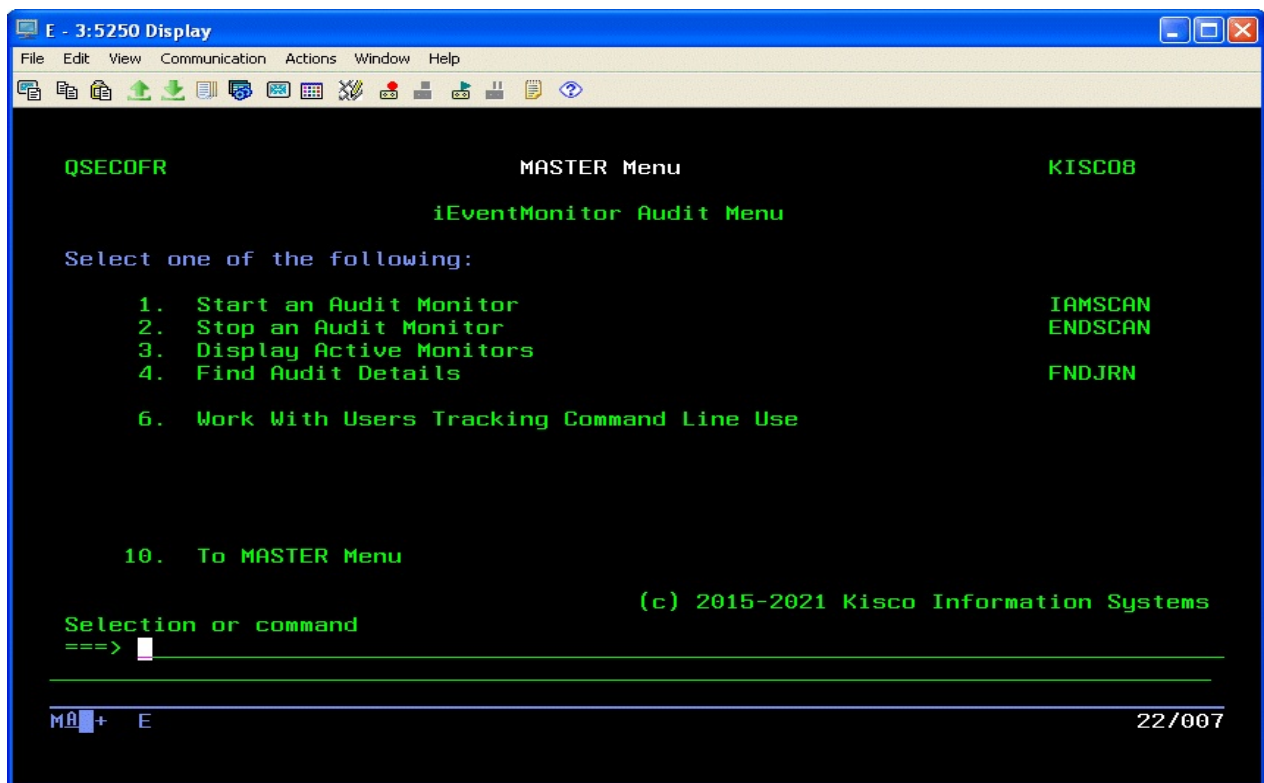 E - 3:5250 Display
File Edit View Communication Actions Window Help
QSECOFR MASTER Menu KISCO8
iEventMonitor Audit Menu
Select one of the following:
1. Start an Audit Monitor IAMSCAN
2. Stop an Audit Monitor ENDSCAN
3. Display Active Monitors
4. Find Audit Details FNDJRN
6. Work With Users Tracking Command Line Use
10. To MASTER Menu
(c) 2015-2021 Kisco Information Systems
Selection or command
===>
MA + E 22/007